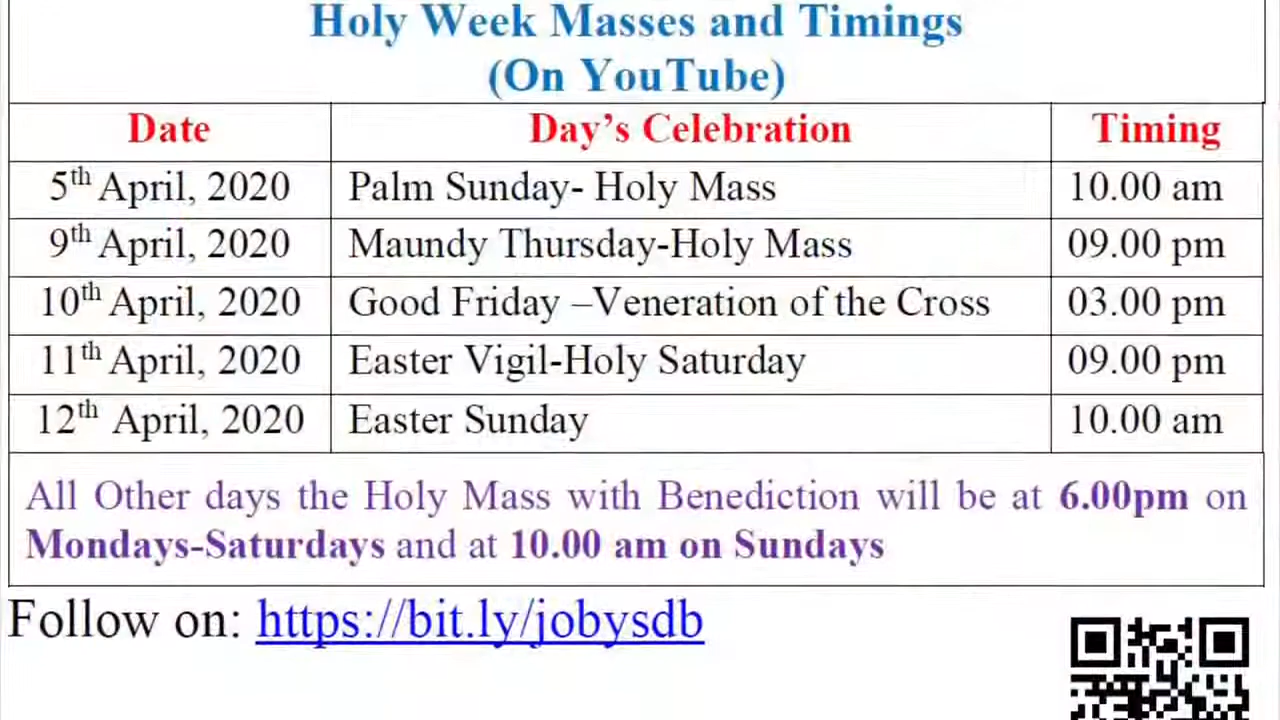 Holy Week Masses and Timings
(On YouTube)
Date Day's Celebration Timing
5th April, 2020 Palm Sunday- Holy Mass 10.00 am
9th April, 2020 Maundy Thursday-Holy Mass 09.00 pm
10th April, 2020 Good Friday –Veneration of the Cross 03.00 pm
11th April, 2020 Easter Vigil-Holy Saturday 09.00 pm
12th April, 2020 Easter Sunday 10.00 am
All Other days the Holy Mass with Benediction will be at 6.00pm on
Mondays-Saturdays and at 10.00 am on Sundays
Follow on: https://bit.ly/jobysdb